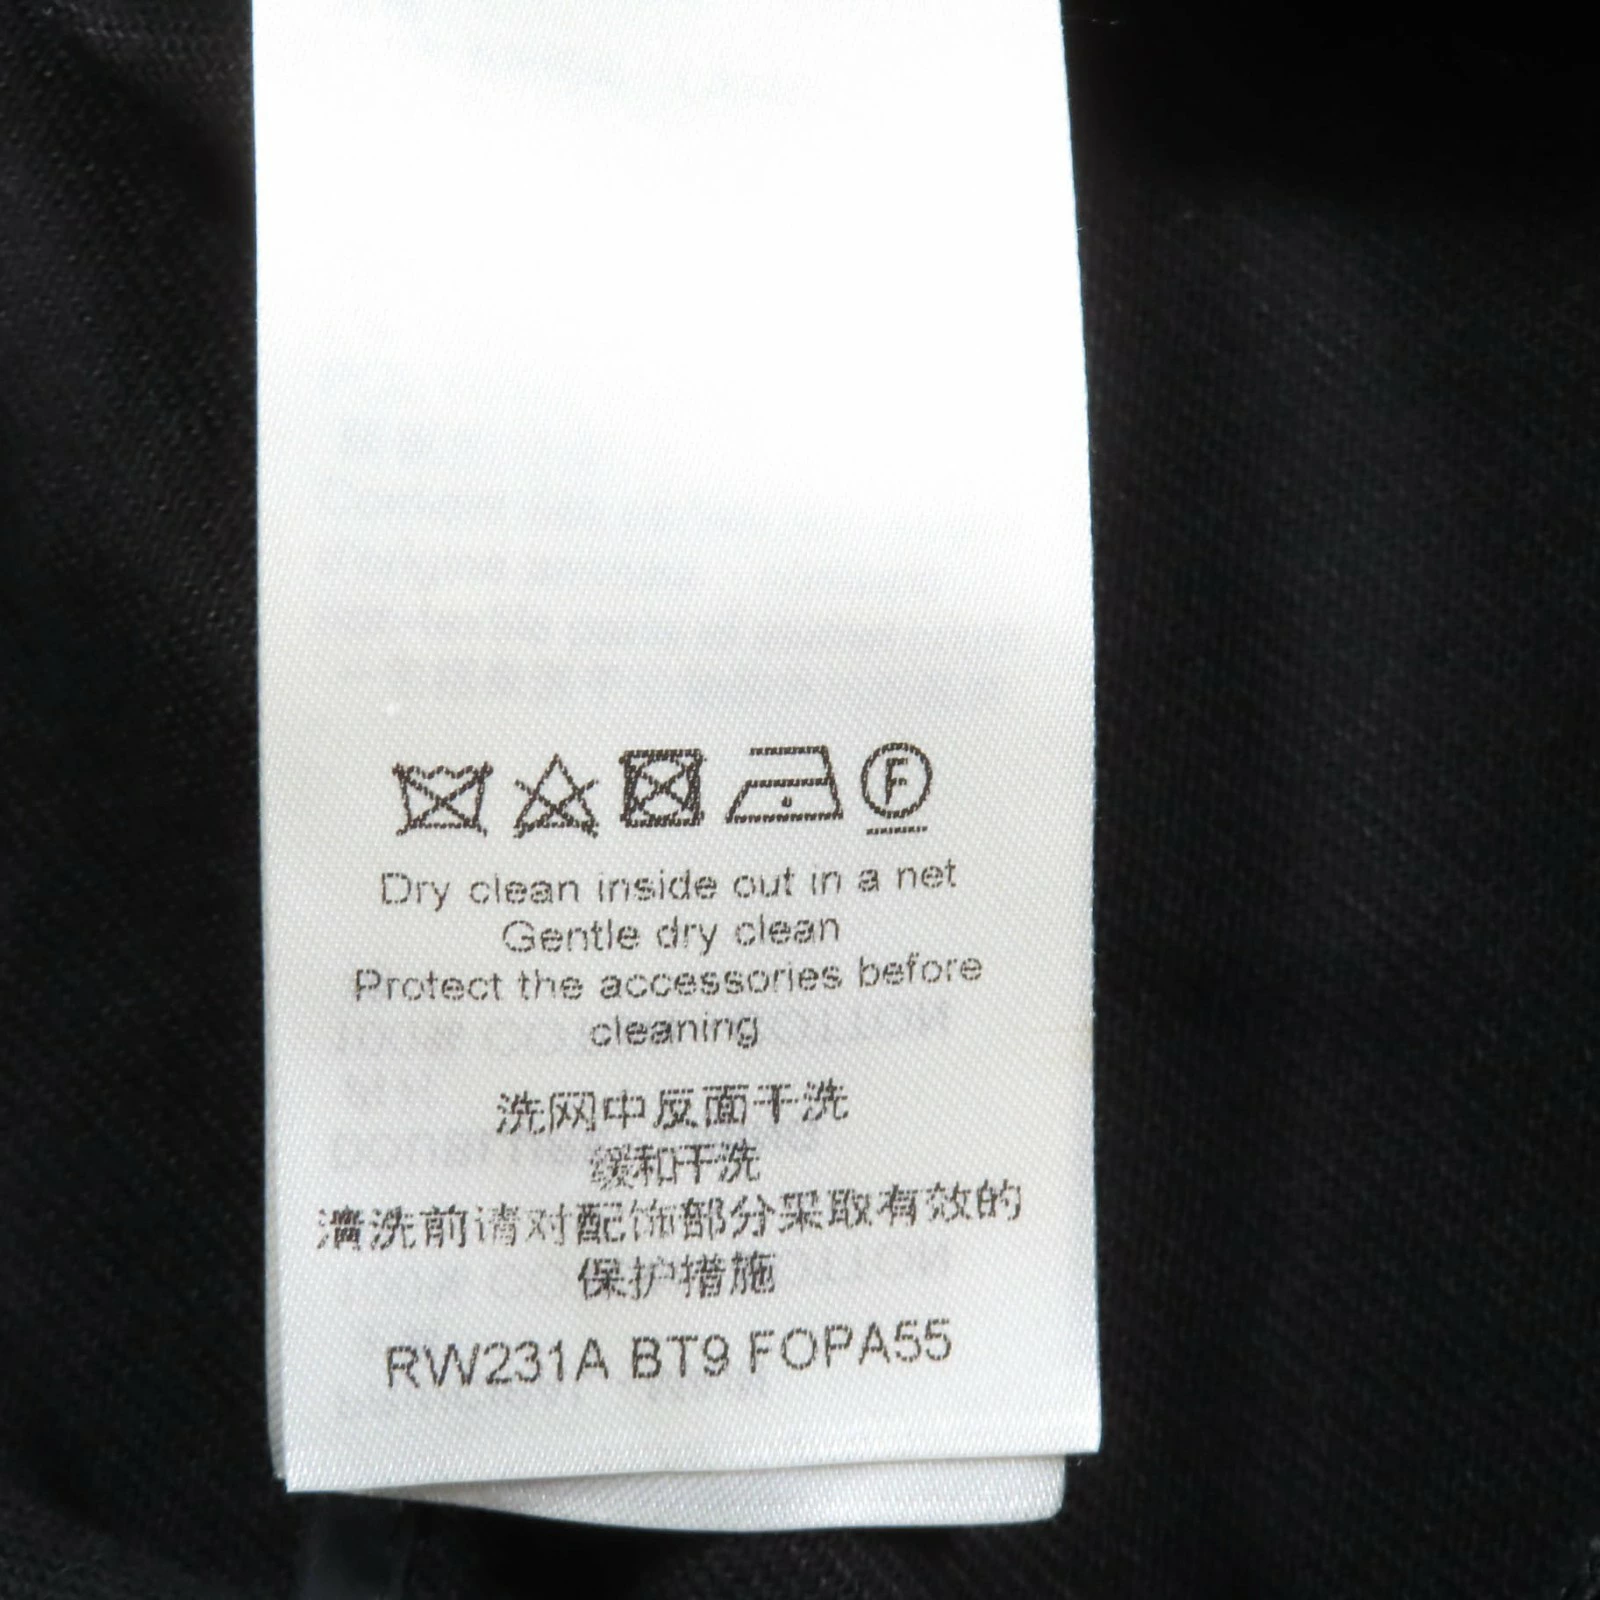 F
Dry clean inside out in a net
Gentle dry clean
Protect the accessories before
cleaning
洗网中反面干洗
缓和干洗
清洗前请对配饰部分采取有效的
保护措施
RW231A BT9 FOPA55